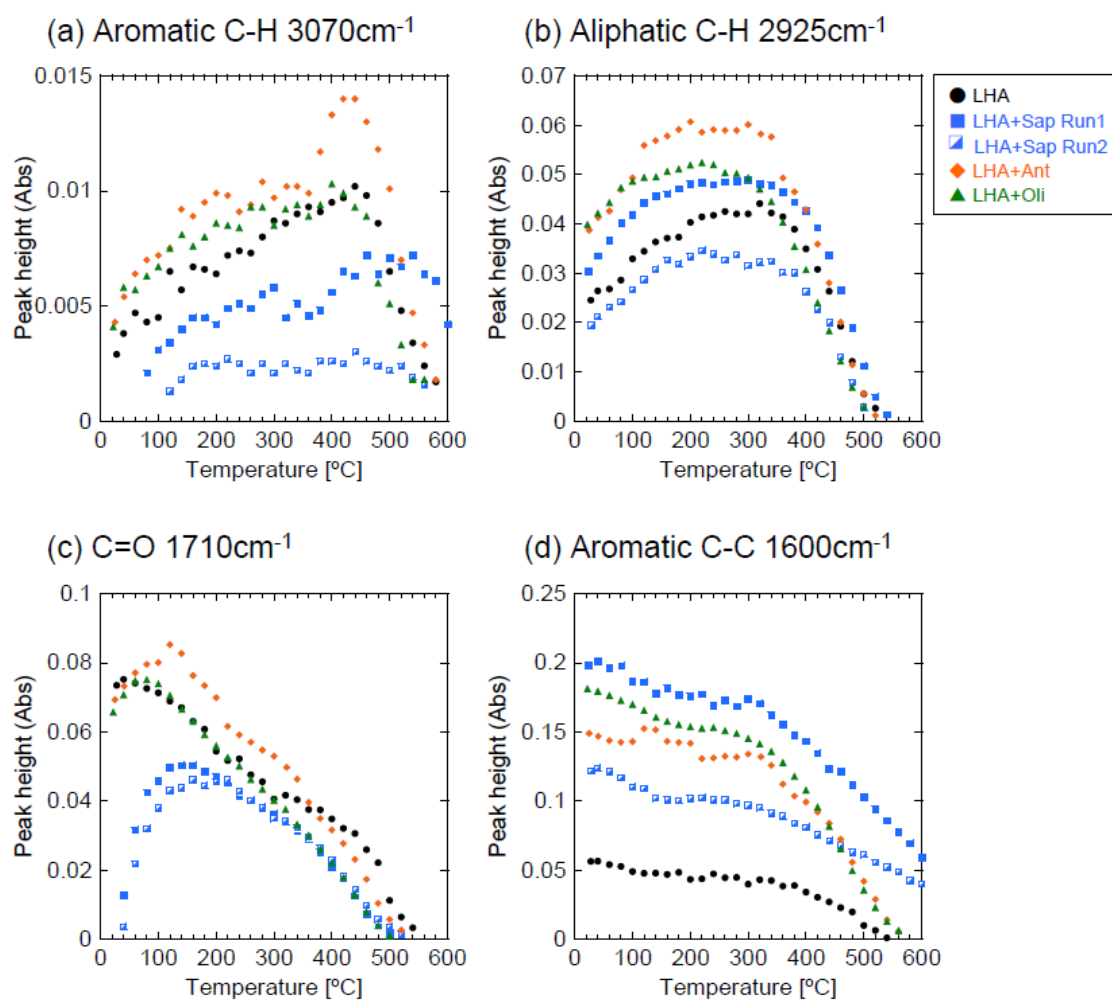 (a) Aromatic C-H 3070cm⁻¹
0.015
0.01
0.005
0
Peak height (Abs)
0 100 200 300 400 500 600
Temperature [ºC]
(b) Aliphatic C-H 2925cm⁻¹
0.07
0.06
0.05
0.04
0.03
0.02
0.01
0
Peak height (Abs)
0 100 200 300 400 500 600
Temperature [ºC]
LHA
LHA+Sap Run1
LHA+Sap Run2
LHA+Ant
LHA+Oli
(c) C=O 1710cm⁻¹
0.1
0.08
0.06
0.04
0.02
0
Peak height (Abs)
0 100 200 300 400 500 600
Temperature [ºC]
(d) Aromatic C-C 1600cm⁻¹
0.25
0.2
0.15
0.1
0.05
0
Peak height (Abs)
0 100 200 300 400 500 600
Temperature [ºC]